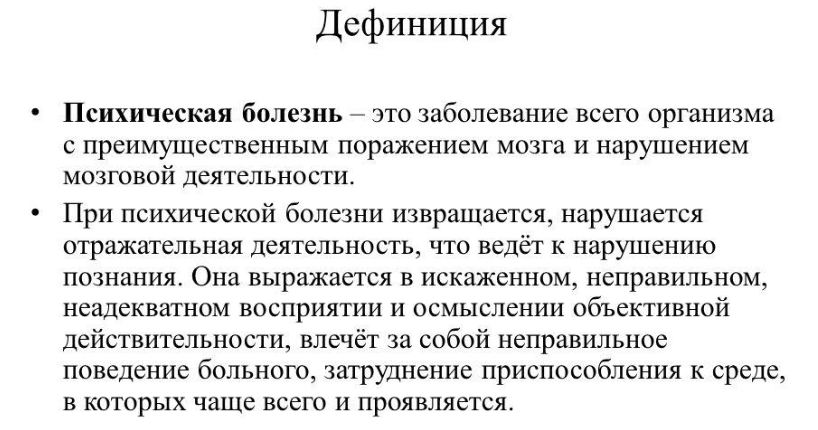 Дефиниция
• Психическая болезнь – это заболевание всего организма
с преимущественным поражением мозга и нарушением
мозговой деятельности.
• При психической болезни извращается, нарушается
отражательная деятельность, что ведёт к нарушению
познания. Она выражается в искаженном, неправильном,
неадекватном восприятии и осмыслении объективной
действительности, влечёт за собой неправильное
поведение больного, затруднение приспособления к среде,
в которых чаще всего и проявляется.